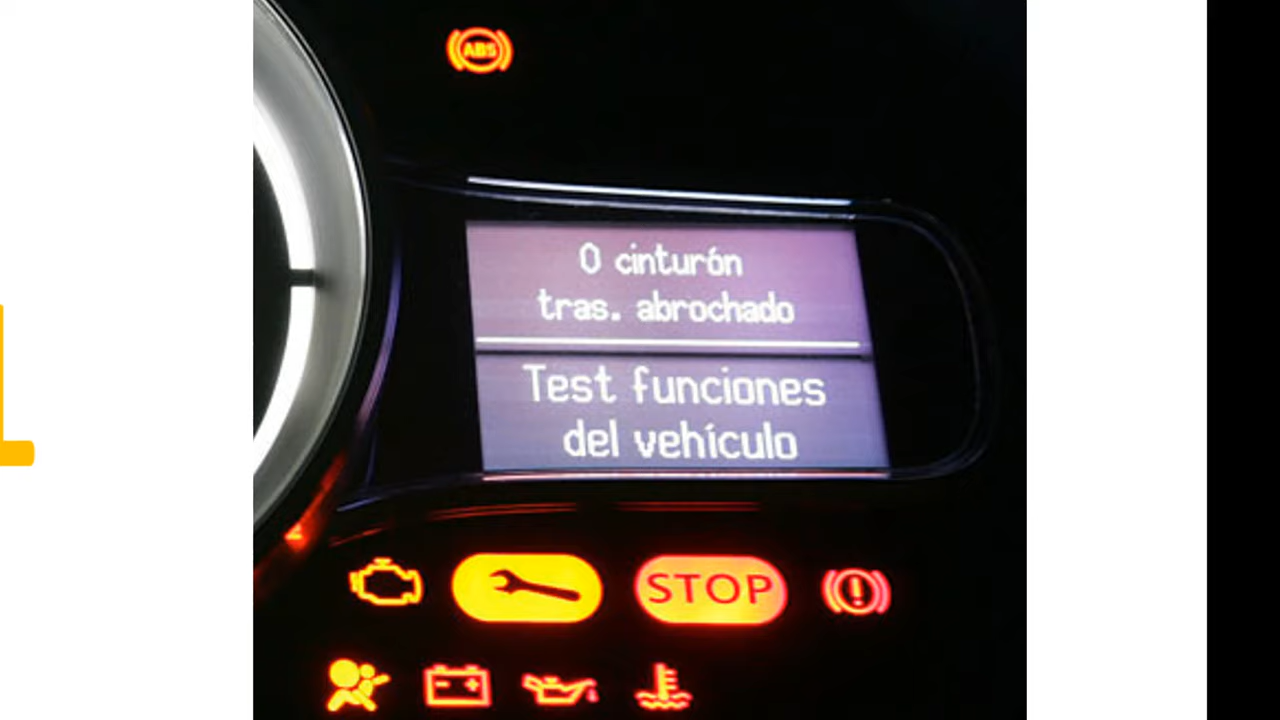 ABS
0 cinturón
tras. abrochado
Test funciones
del vehículo
STOP